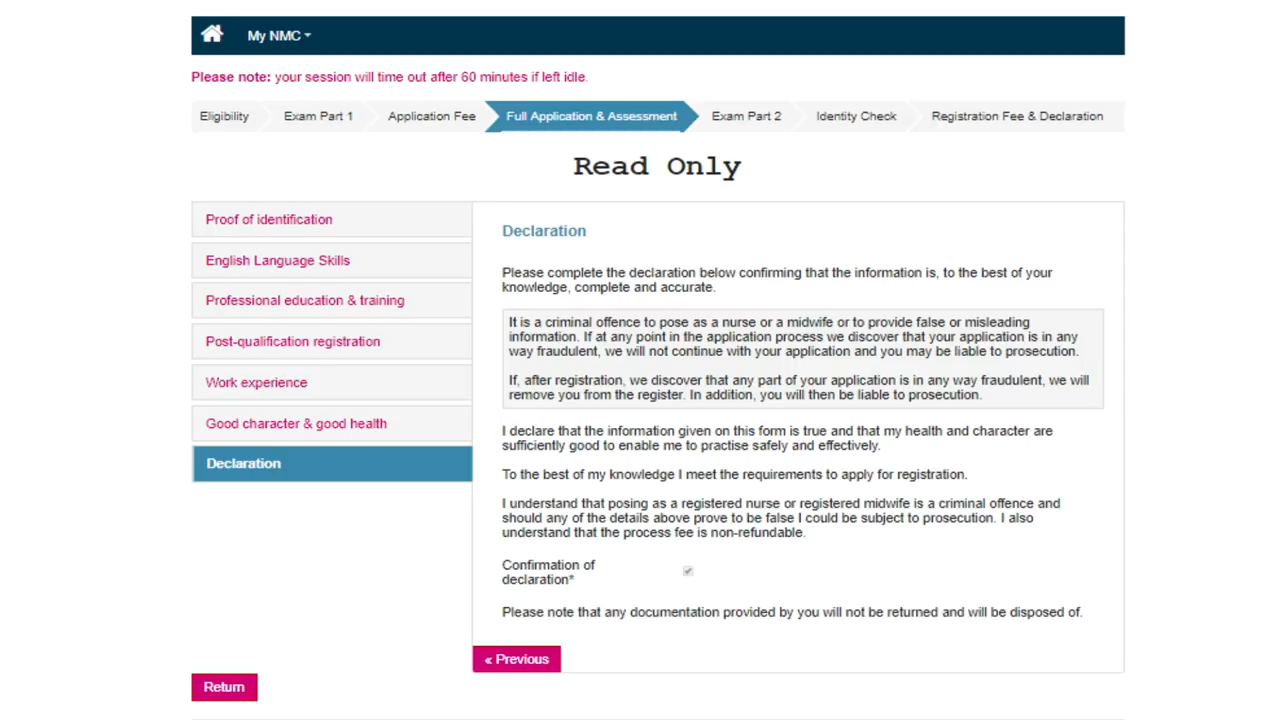 My NMC
Please note: your session will time out after 60 minutes if left idle.
Eligibility
Exam Part 1
Application Fee
Full Application & Assessment
Exam Part 2
Identity Check
Registration Fee & Declaration
Read Only
Proof of identification
English Language Skills
Professional education & training
Post-qualification registration
Work experience
Good character & good health
Declaration
Declaration
Please complete the declaration below confirming that the information is, to the best of your
knowledge, complete and accurate.
It is a criminal offence to pose as a nurse or a midwife or to provide false or misleading
information. If at any point in the application process we discover that your application is in any
way fraudulent, we will not continue with your application and you may be liable to prosecution.
If, after registration, we discover that any part of your application is in any way fraudulent, we will
remove you from the register. In addition, you will then be liable to prosecution.
I declare that the information given on this form is true and that my health and character are
sufficiently good to enable me to practise safely and effectively.
To the best of my knowledge I meet the requirements to apply for registration.
I understand that posing as a registered nurse or registered midwife is a criminal offence and
should any of the details above prove to be false I could be subject to prosecution. I also
understand that the process fee is non-refundable.
Confirmation of
declaration*
Please note that any documentation provided by you will not be returned and will be disposed of.
« Previous
Return